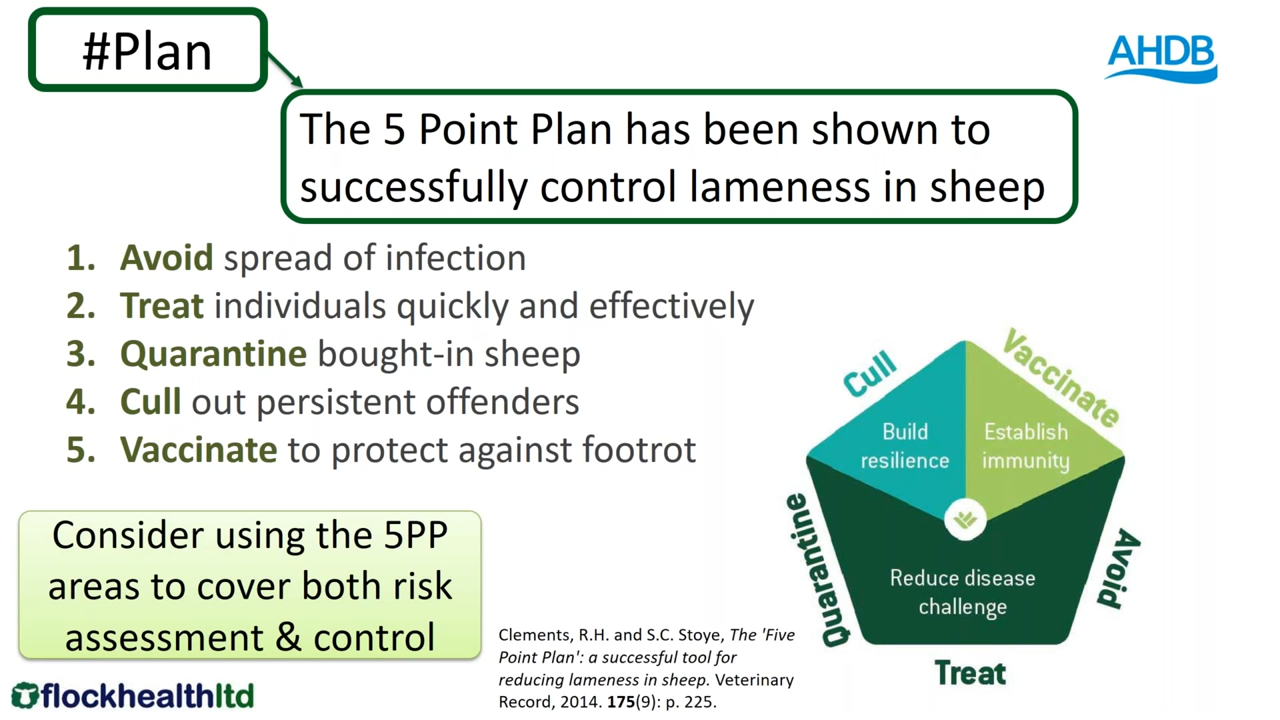 #Plan
AHDB
The 5 Point Plan has been shown to
successfully control lameness in sheep
1. Avoid spread of infection
2. Treat individuals quickly and effectively
3. Quarantine bought-in sheep
4. Cull out persistent offenders
5. Vaccinate to protect against footrot
Cull
Vaccinate
Build
resilience
Establish
immunity
Quarantine
Avoid
Reduce disease
challenge
Treat
Consider using the 5PP
areas to cover both risk
assessment & control
Clements, R.H. and S.C. Stoye, The 'Five
Point Plan': a successful tool for
reducing lameness in sheep. Veterinary
Record, 2014. 175(9): p. 225.
flockhealthltd